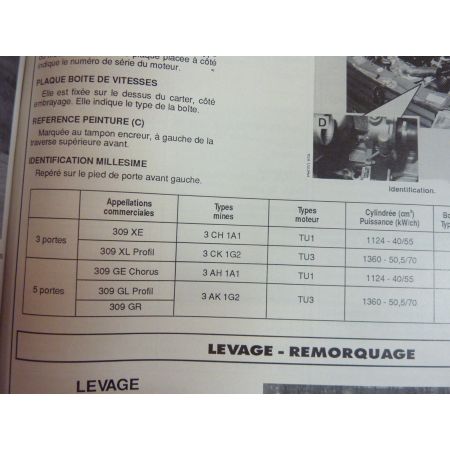 plaque placée à côté
indique le numéro de série du moteur.
PLAQUE BOITE DE VITESSES
Elle est fixée sur le dessus du carter, côté
embrayage. Elle indique le type de la boîte.
REFERENCE PEINTURE (C)
Marquée au tampon encreur, à gauche de la
traverse supérieure avant.
IDENTIFICATION MILLESIME
Repéré sur le pied de porte avant gauche.
D
Identification.
Appellations commerciales Types mines Types moteur Cylindrée (cm³) Puissance (kW/ch)
3 portes
309 XE 3 CH 1A1 TU1 1124 - 40/55
309 XL Profil 3 CK 1G2 TU3 1360 - 50,5/70
5 portes
309 GE Chorus 3 AH 1A1 TU1 1124 - 40/55
309 GL Profil 3 AK 1G2 TU3 1360 - 50,5/70
309 GR
LEVAGE - REMORQUAGE
LEVAGE